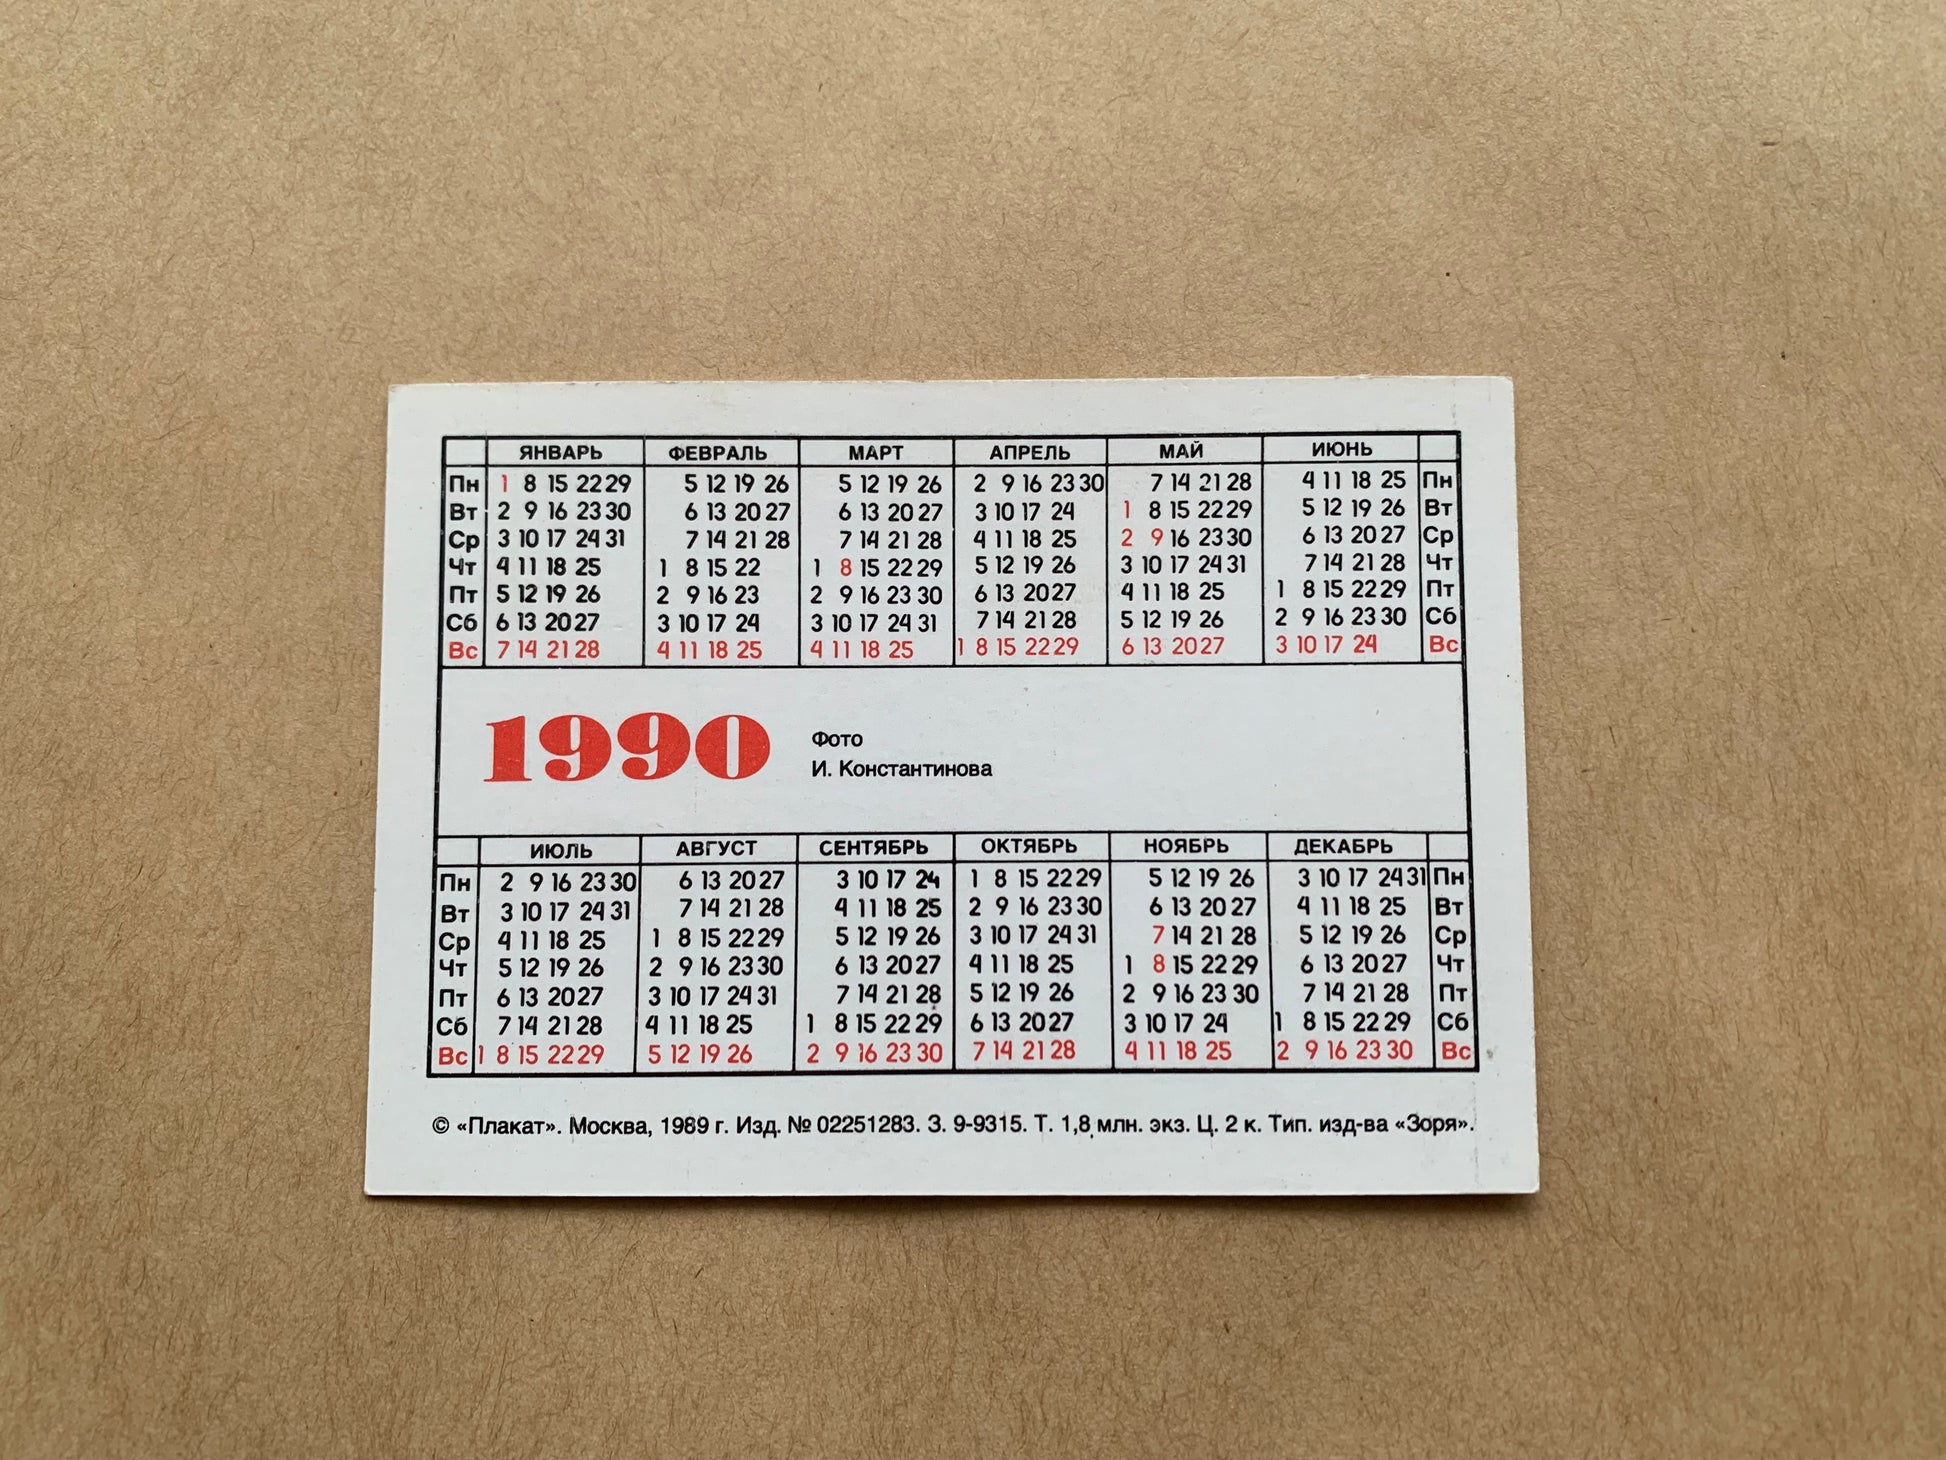 ЯНВАРЬ ФЕВРАЛЬ МАРТ АПРЕЛЬ МАЙ ИЮНЬ
Пн 1 8 15 22 29 5 12 19 26 5 12 19 26 2 9 16 23 30 7 14 21 28 4 11 18 25 Пн
Вт 2 9 16 23 30 6 13 20 27 6 13 20 27 3 10 17 24 1 8 15 22 29 5 12 19 26 Вт
Ср 3 10 17 24 31 7 14 21 28 7 14 21 28 4 11 18 25 2 9 16 23 30 6 13 20 27 Ср
Чт 4 11 18 25 1 8 15 22 1 8 15 22 29 5 12 19 26 3 10 17 24 31 7 14 21 28 Чт
Пт 5 12 19 26 2 9 16 23 2 9 16 23 30 6 13 20 27 4 11 18 25 1 8 15 22 29 Пт
Сб 6 13 20 27 3 10 17 24 3 10 17 24 31 7 14 21 28 5 12 19 26 2 9 16 23 30 Сб
Вс 7 14 21 28 4 11 18 25 4 11 18 25 1 8 15 22 29 6 13 20 27 3 10 17 24 Вс
1990
Фото
И. Константинова
ИЮЛЬ АВГУСТ СЕНТЯБРЬ ОКТЯБРЬ НОЯБРЬ ДЕКАБРЬ
Пн 2 9 16 23 30 6 13 20 27 3 10 17 24 1 8 15 22 29 5 12 19 26 3 10 17 24 31 Пн
Вт 3 10 17 24 31 7 14 21 28 4 11 18 25 2 9 16 23 30 6 13 20 27 4 11 18 25 Вт
Ср 4 11 18 25 1 8 15 22 29 5 12 19 26 3 10 17 24 31 7 14 21 28 5 12 19 26 Ср
Чт 5 12 19 26 2 9 16 23 30 6 13 20 27 4 11 18 25 1 8 15 22 29 6 13 20 27 Чт
Пт 6 13 20 27 3 10 17 24 31 7 14 21 28 5 12 19 26 2 9 16 23 30 7 14 21 28 Пт
Сб 7 14 21 28 4 11 18 25 1 8 15 22 29 6 13 20 27 3 10 17 24 1 8 15 22 29 Сб
Вс 1 8 15 22 29 5 12 19 26 2 9 16 23 30 7 14 21 28 4 11 18 25 2 9 16 23 30 Вс
© «Плакат». Москва, 1989 г. Изд. № 02251283. З. 9-9315. Т. 1,8 млн. экз. Ц. 2 к. Тип. изд-ва «Зоря».